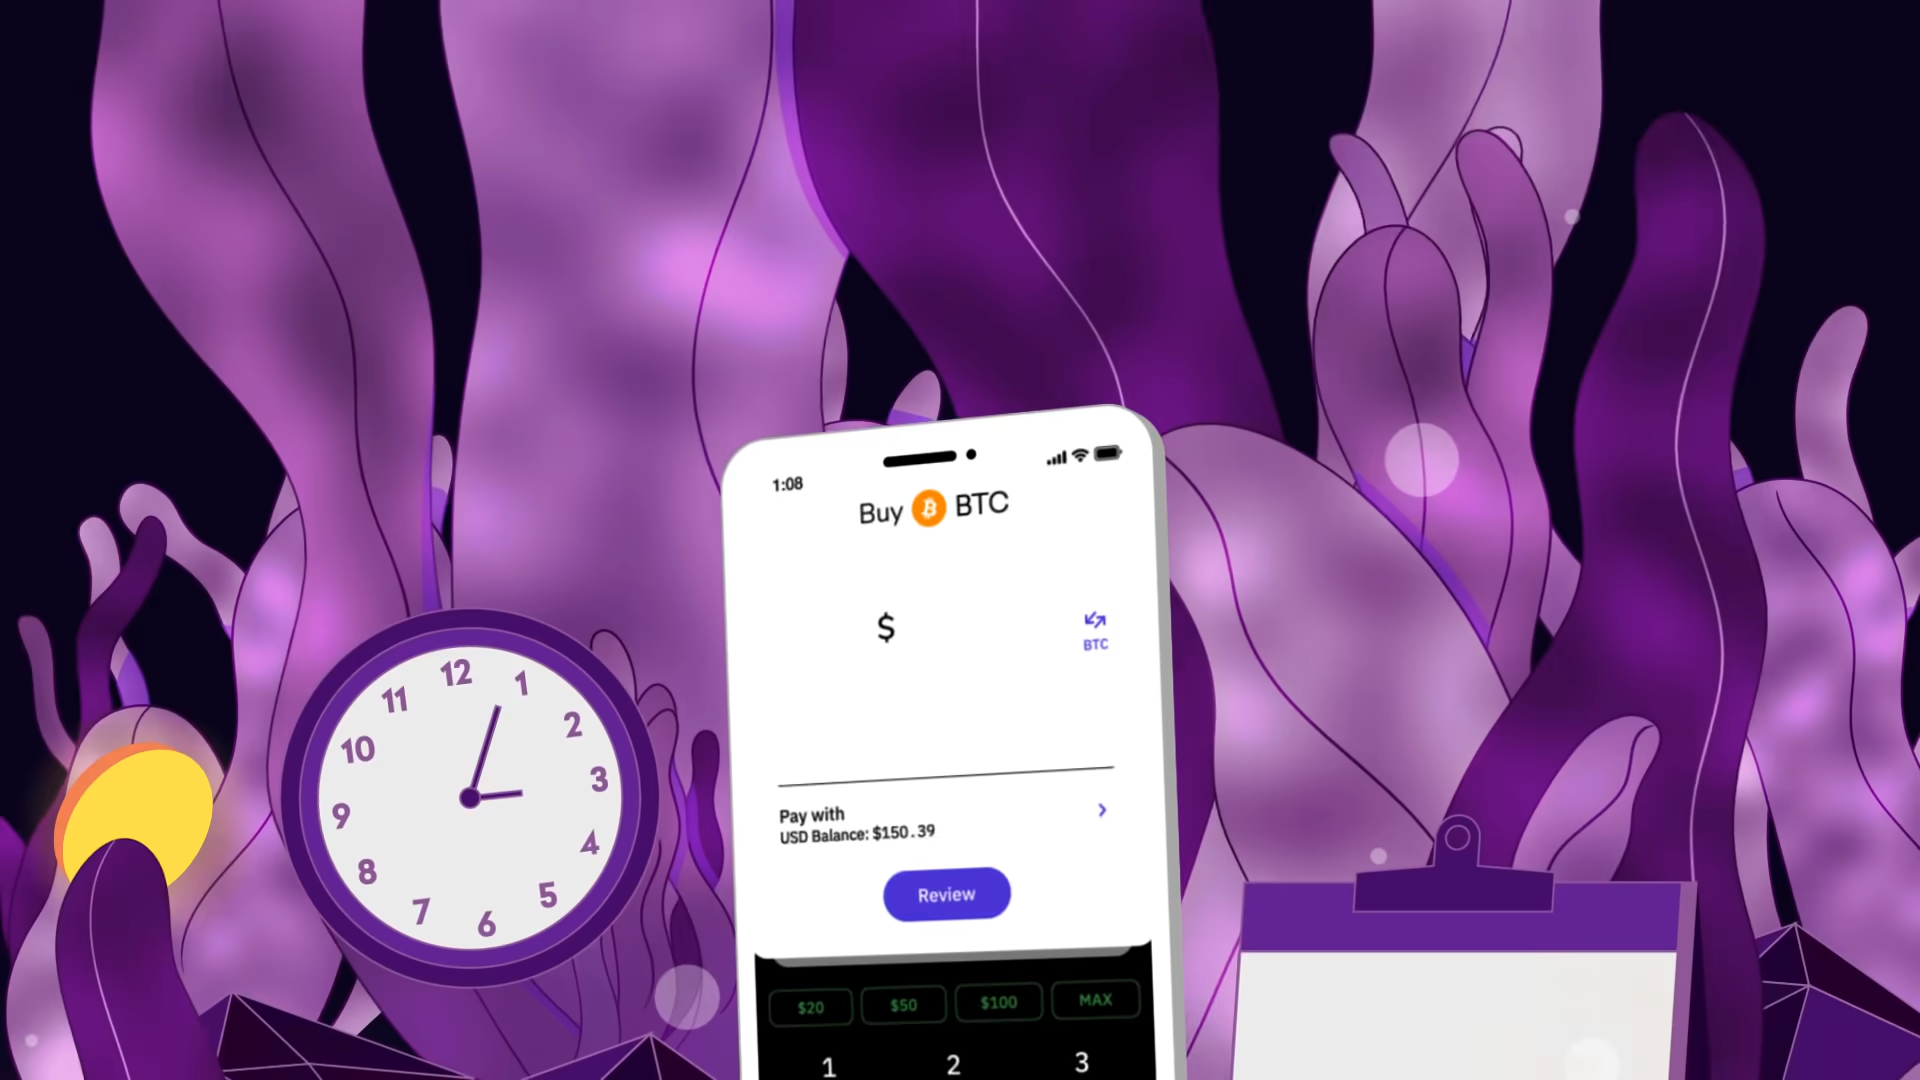 1:08
Buy ₿ BTC
$
BTC
Pay with
USD Balance: $150.39
Review
$20 $50 $100 MAX
1 2 3
12
1
2
3
4
5
6
7
8
9
10
11